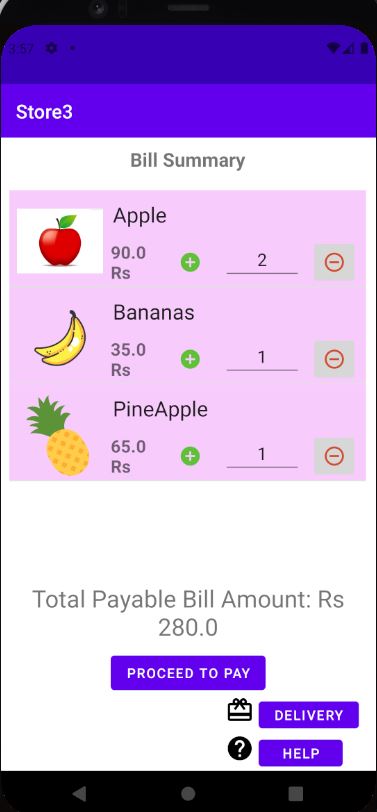 3:57
Store3
Bill Summary
Apple
90.0
Rs
2
Bananas
35.0
Rs
1
PineApple
65.0
Rs
1
Total Payable Bill Amount: Rs
280.0
PROCEED TO PAY
DELIVERY
HELP